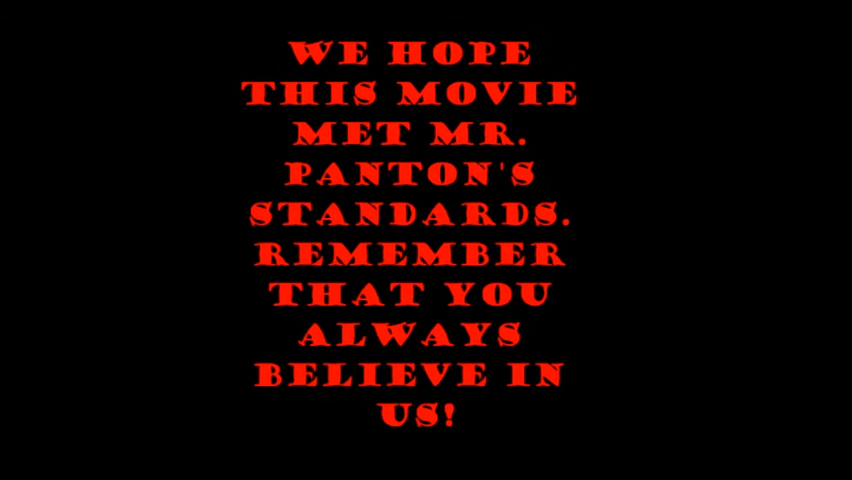 WE HOPE
THIS MOVIE
MET MR.
PANTON'S
STANDARDS.
REMEMBER
THAT YOU
ALWAYS
BELIEVE IN
US!